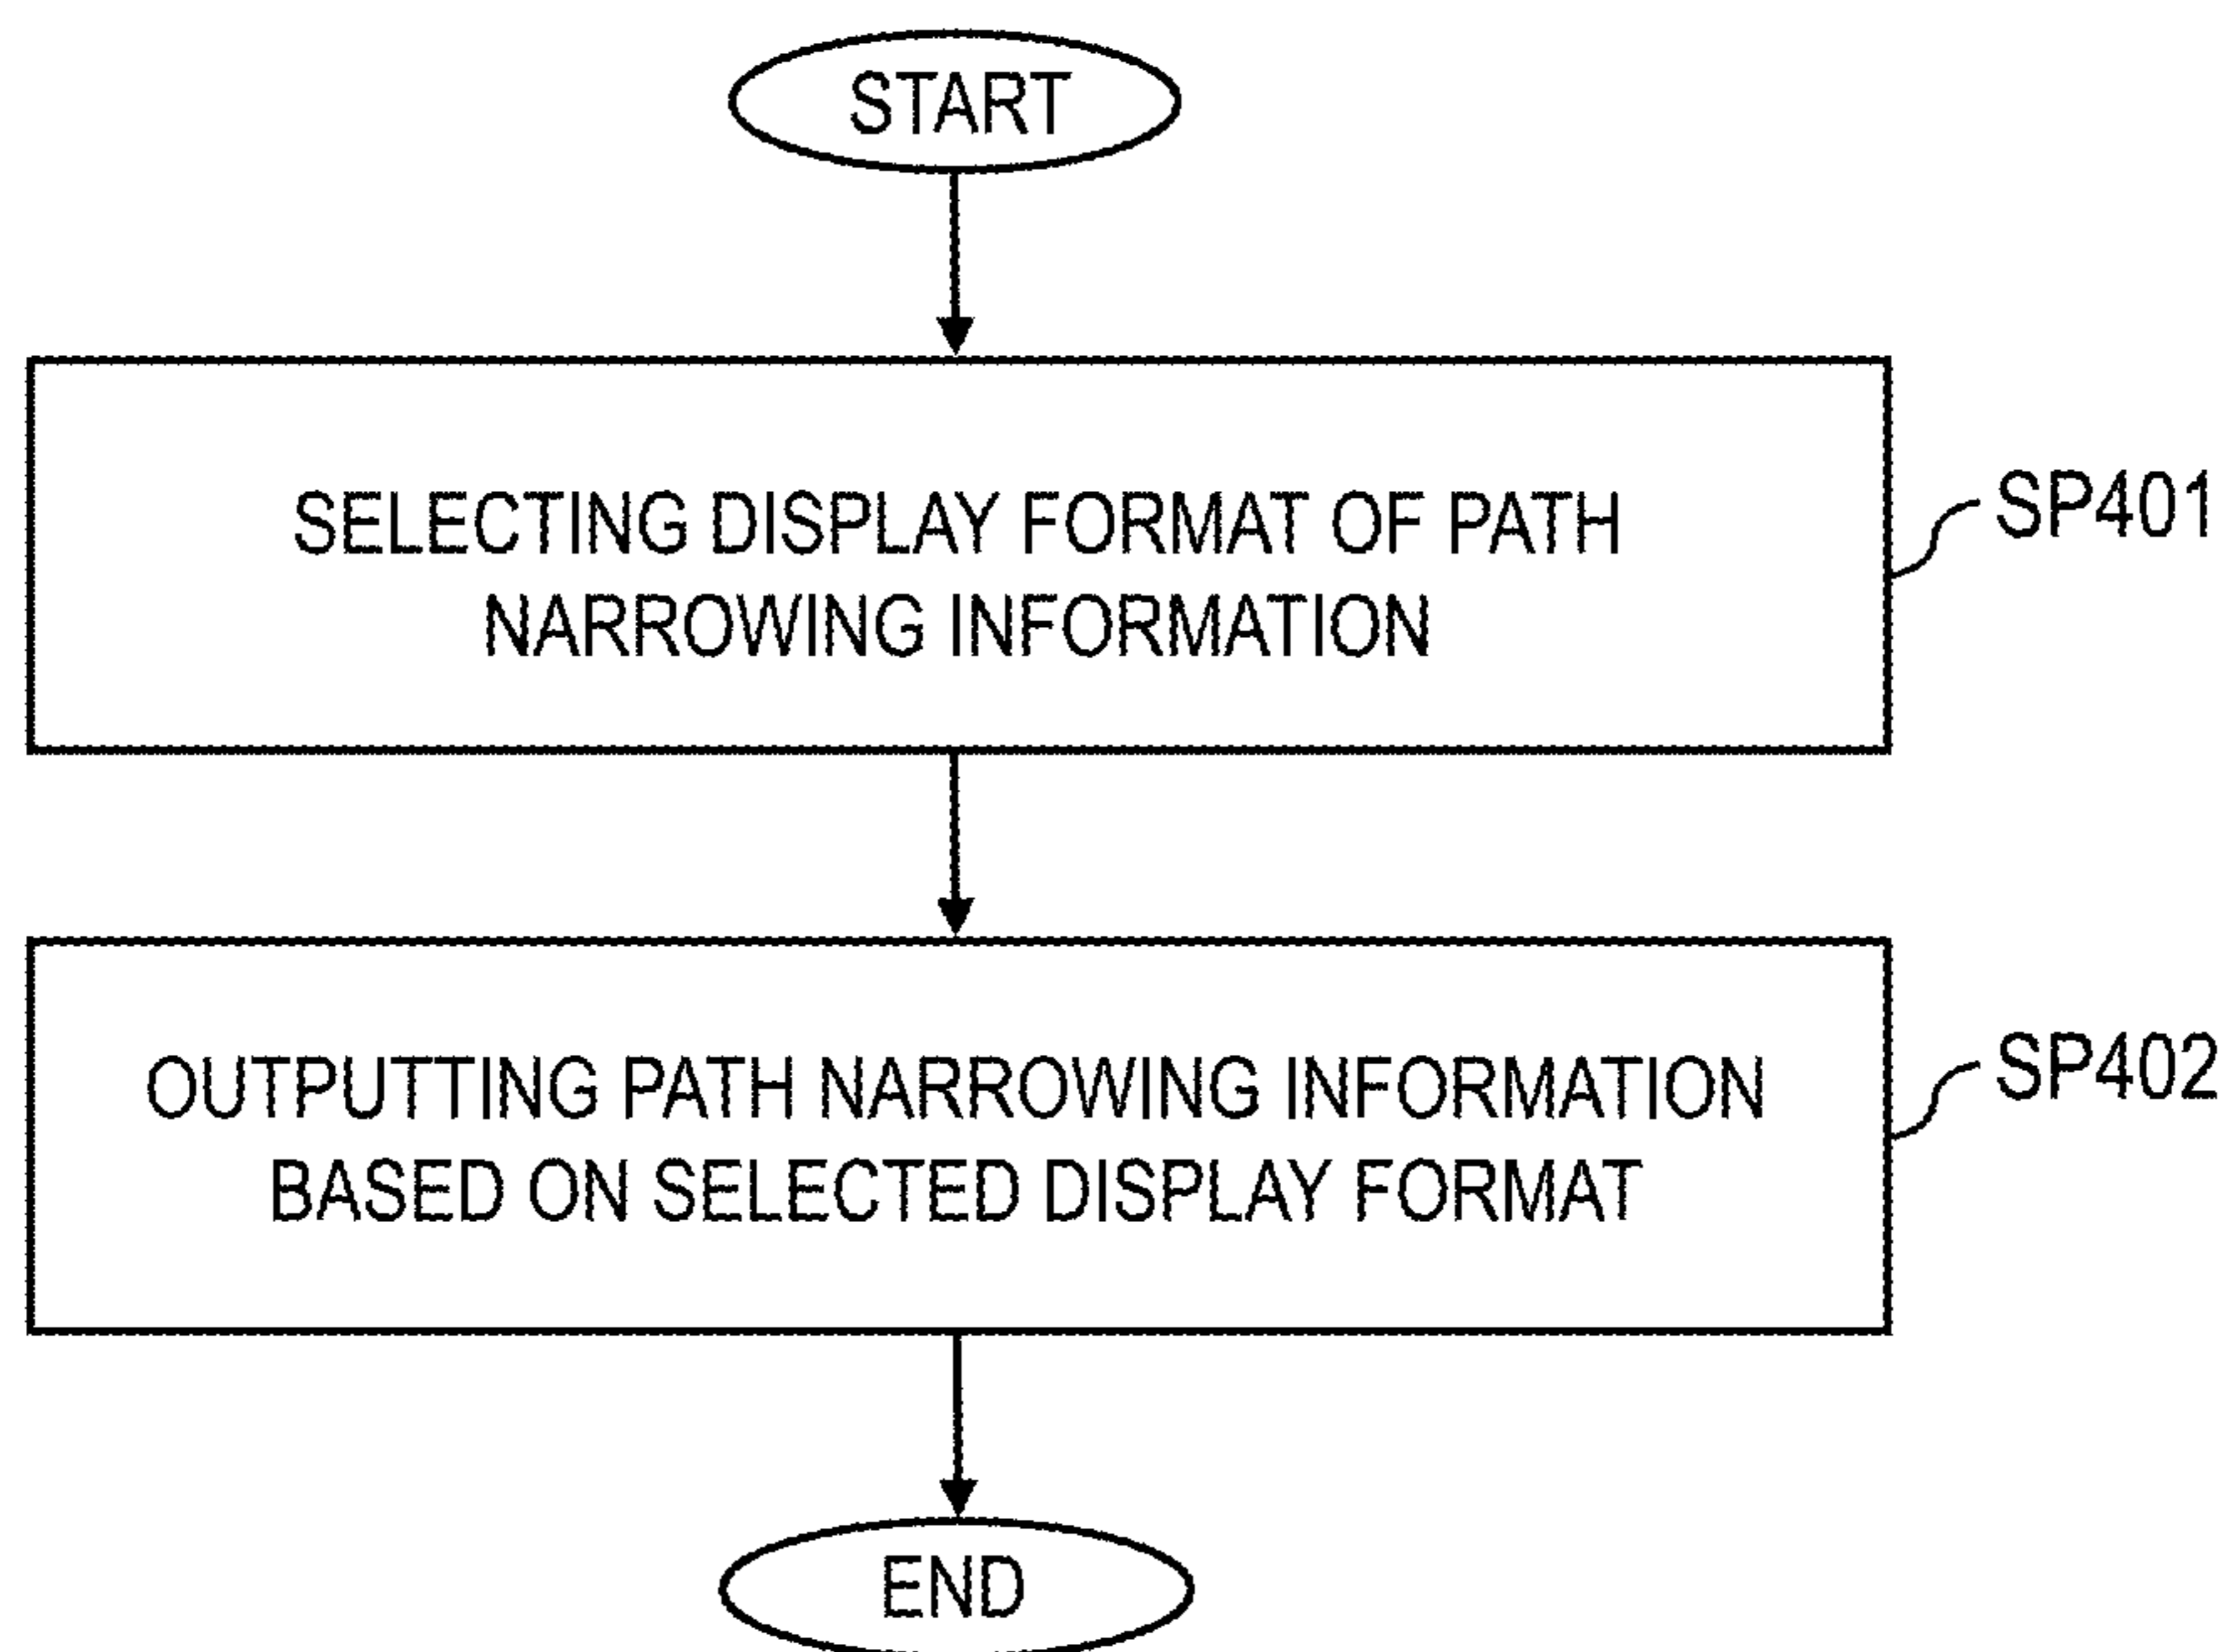 START
SELECTING DISPLAY FORMAT OF PATH
NARROWING INFORMATION
SP401
OUTPUTTING PATH NARROWING INFORMATION
BASED ON SELECTED DISPLAY FORMAT
SP402
END